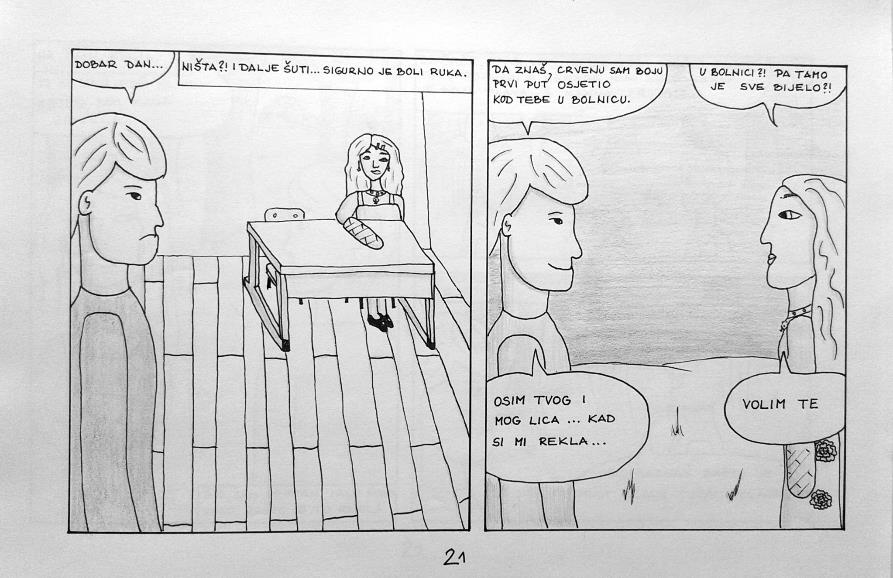 DOBAR DAN...
NIŠTA?! I DALJE ŠUTI... SIGURNO JE BOLI RUKA.
DA ZNAŠ, CRVENU SAM BOJU
PRVI PUT OSJETIO
KOD TEBE U BOLNICU.
U BOLNICI?! PA TAMO
JE SVE BIJELO?!
OSIM TVOG I
MOG LICA ... KAD
SI MI REKLA...
VOLIM TE
21